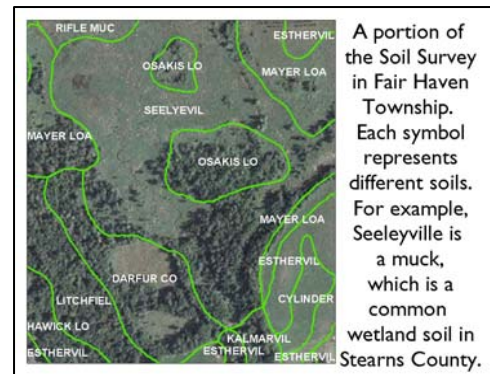 RIFLE MUC
ESTHERVIL
OSAKIS LO
MAYER LOA
SEELYEVIL
MAYER LOA
OSAKIS LO
MAYER LOA
ESTHERVIL
DARFUR CO
CYLINDER
LITCHFIEL
HAWICK LO
KALMARVIL
ESTHERVIL
ESTHERVIL
ESTHERVIL
A portion of
the Soil Survey
in Fair Haven
Township.
Each symbol
represents
different soils.
For example,
Seeleyville is
a muck,
which is a
common
wetland soil in
Stearns County.